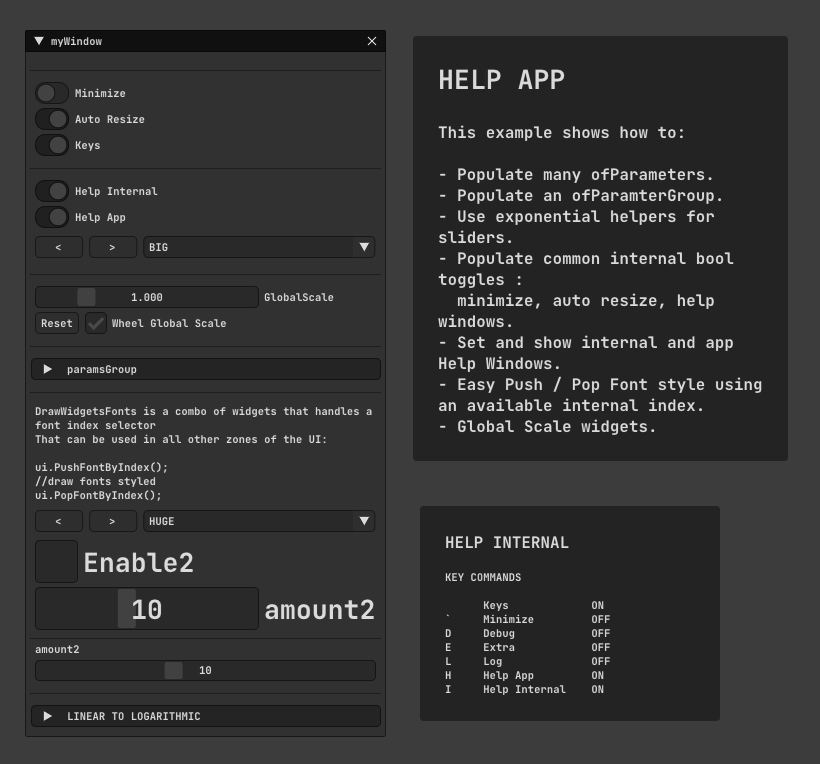 myWindow
Minimize
Auto Resize
Keys
Help Internal
Help App
< > BIG
1.000 GlobalScale
Reset Wheel Global Scale
paramsGroup
DrawWidgetsFonts is a combo of widgets that handles a
font index selector
That can be used in all other zones of the UI:
ui.PushFontByIndex();
//draw fonts styled
ui.PopFontByIndex();
< > HUGE
Enable2
10 amount2
amount2
10
LINEAR TO LOGARITHMIC
HELP APP
This example shows how to:
- Populate many ofParameters.
- Populate an ofParamterGroup.
- Use exponential helpers for
sliders.
- Populate common internal bool
toggles :
minimize, auto resize, help
windows.
- Set and show internal and app
Help Windows.
- Easy Push / Pop Font style using
an available internal index.
- Global Scale widgets.
HELP INTERNAL
KEY COMMANDS
Keys ON
` Minimize OFF
D Debug OFF
E Extra OFF
L Log OFF
H Help App ON
I Help Internal ON